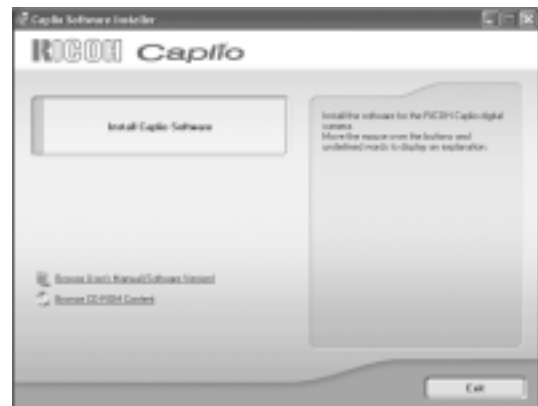 Caplio Software Installer
RICOH Caplio
Install Caplio Software
Install the software for the RICOH Caplio digital
camera.
Move the mouse over the buttons and
underlined words to display an explanation.
Browse User's Manual(Software Version)
Browse CD-ROM Content
Exit